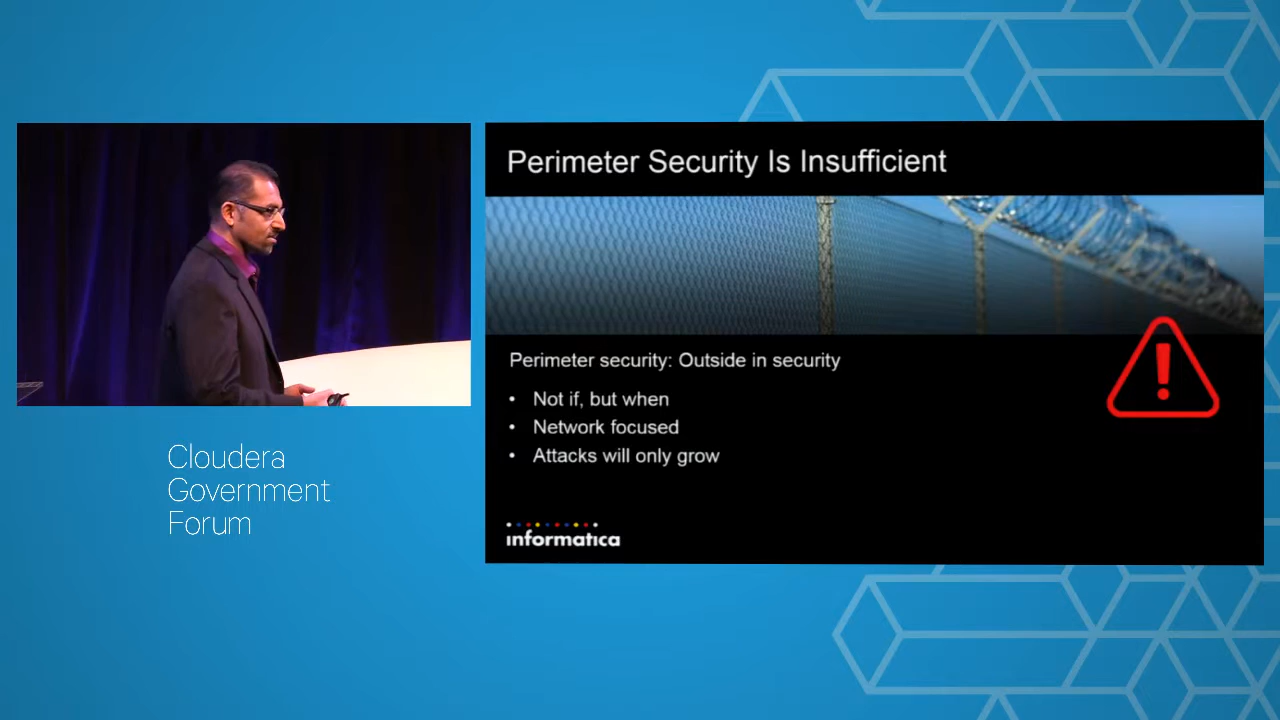 Perimeter Security Is Insufficient
Perimeter security: Outside in security
• Not if, but when
• Network focused
• Attacks will only grow
informatica
Cloudera
Government
Forum